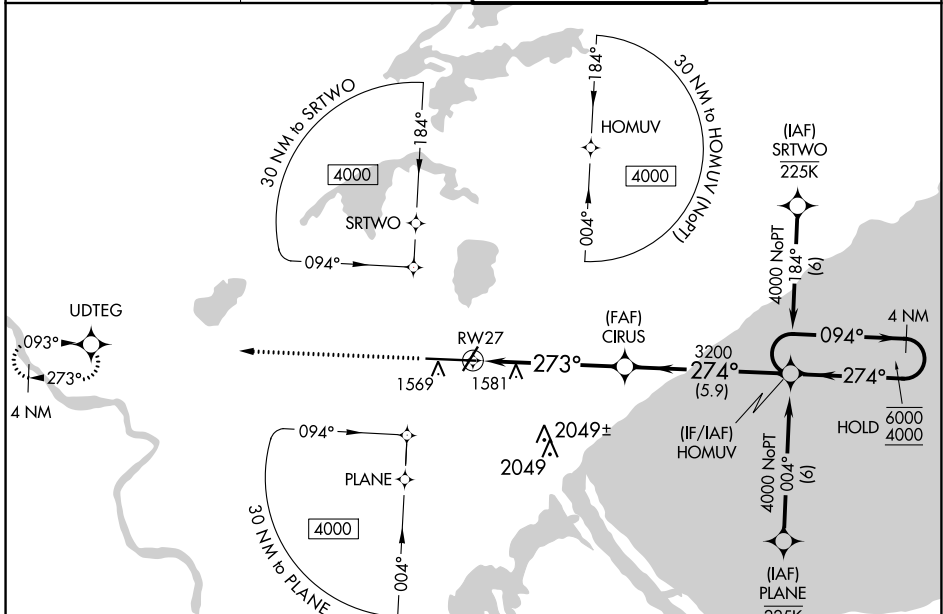 30 NM to SRTWO
184°
4000
SRTWO
094°
184°
HOMUV
30 NM to HOMUV (NoPT)
4000
004°
(IAF)
SRTWO
225K
4000 NoPT
184°
(6)
4 NM
094°
274°
HOLD
6000
4000
UDTEG
093°
273°
4 NM
RW27
1569
1581
273°
(FAF)
CIRUS
3200
274°
(5.9)
(IF/IAF)
HOMUV
2049±
2049
094°
PLANE
4000
30 NM to PLANE
004°
4000 NoPT
004°
(6)
(IAF)
PLANE
225K